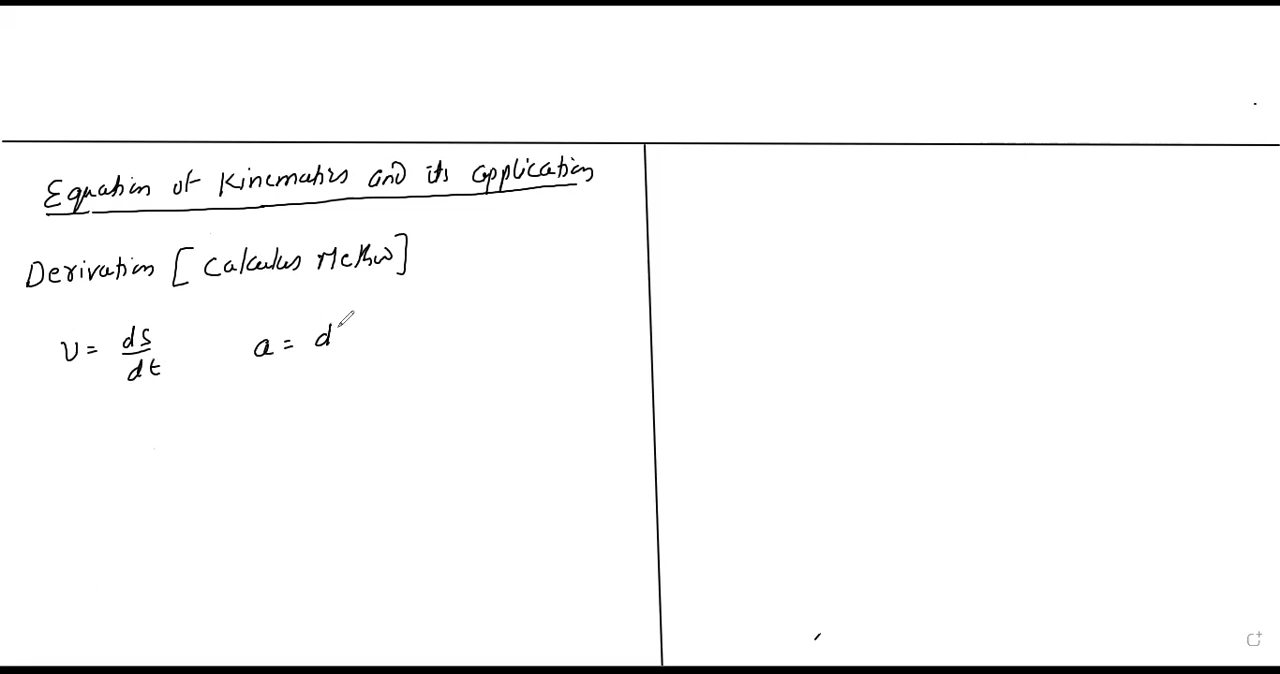 Equation of Kinematics and its application
Derivation [Calculus Method]
v = ds/dt a = d